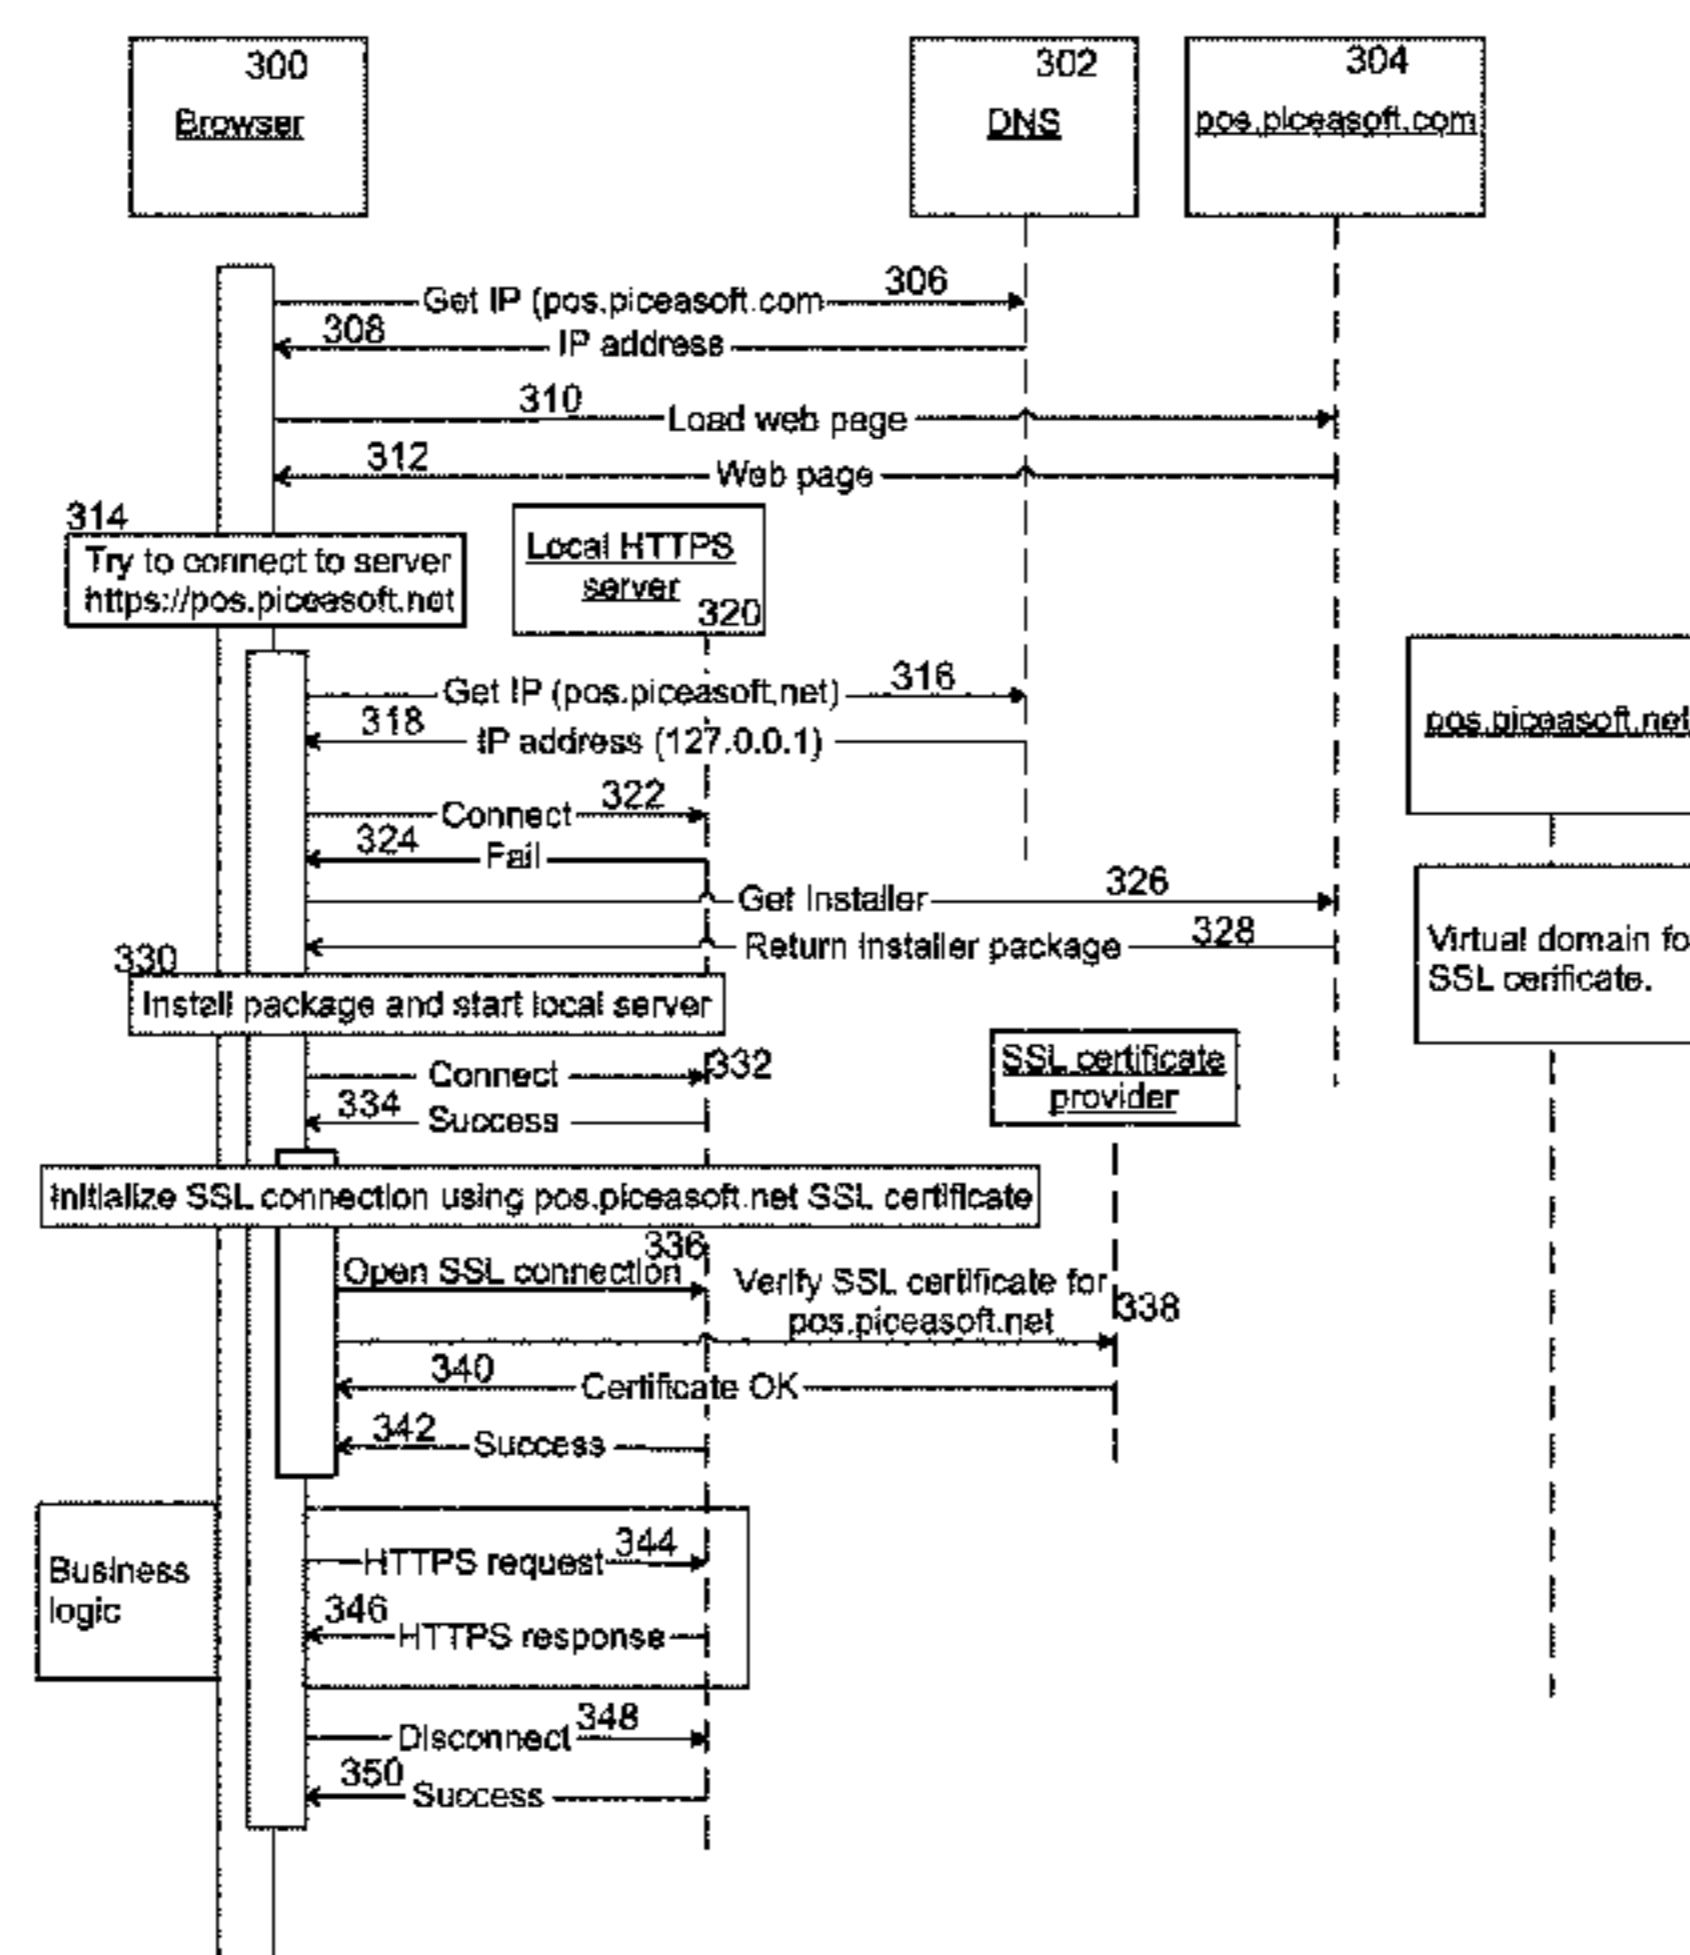 300
Browser
302
DNS
304
pos.piceasoft.com
306
Get IP (pos.piceasoft.com
308
IP address
310
Load web page
312
Web page
314
Try to connect to server
https://pos.piceasoft.net
Local HTTPS
server
320
316
Get IP (pos.piceasoft.net)
318
IP address (127.0.0.1)
pos.piceasoft.net
322
Connect
324
Fail
326
Get Installer
328
Return Installer package
Virtual domain fo
SSL cerificate.
330
Install package and start local server
332
Connect
334
Success
SSL certificate
provider
Initialize SSL connection using pos.piceasoft.net SSL certificate
336
Open SSL connection
Verify SSL certificate for
pos.piceasoft.net
338
340
Certificate OK
342
Success
Business
logic
344
HTTPS request
346
HTTPS response
348
Disconnect
350
Success